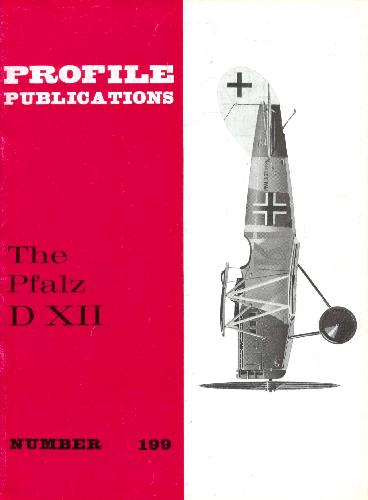 PROFILE
PUBLICATIONS
The
Pfalz
D XII
NUMBER 199